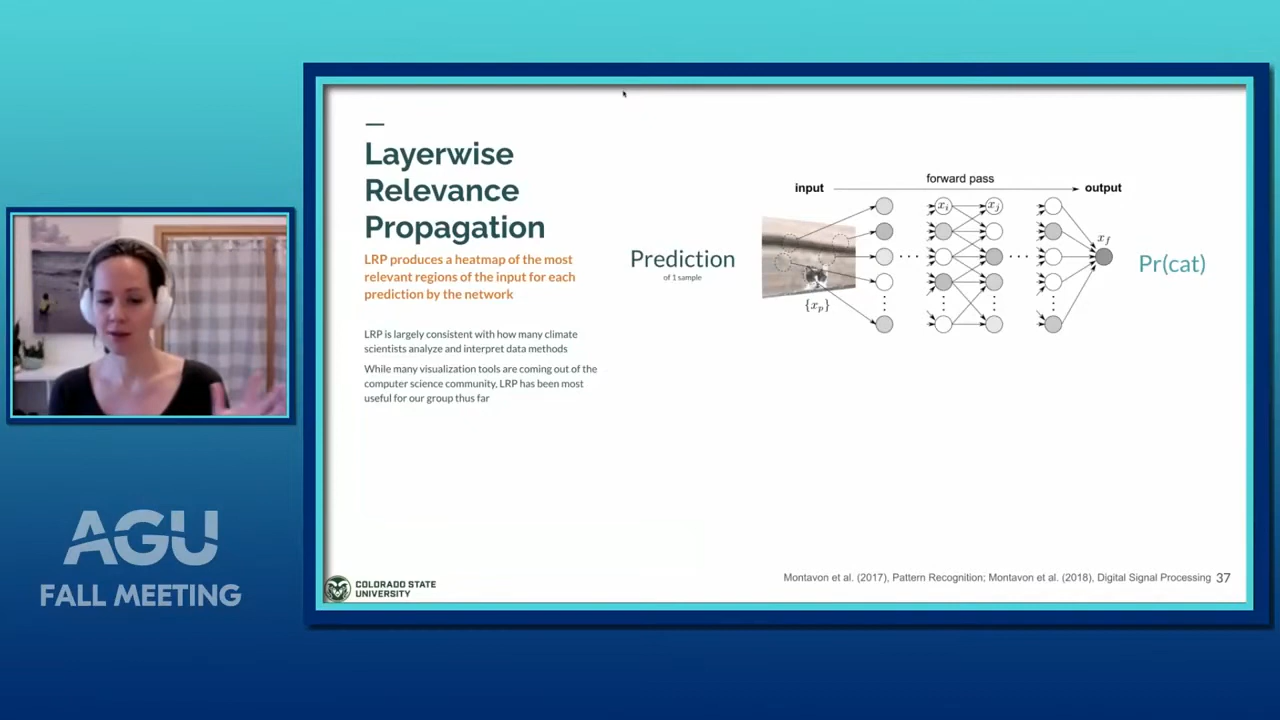 Layerwise
Relevance
Propagation
LRP produces a heatmap of the most
relevant regions of the input for each
prediction by the network
LRP is largely consistent with how many climate
scientists analyze and interpret data methods
While many visualization tools are coming out of the
computer science community, LRP has been most
useful for our group thus far
Prediction
of 1 sample
input
forward pass
output
{x_p}
x_i
x_j
x_f
Pr(cat)
COLORADO STATE
UNIVERSITY
Montavon et al. (2017), Pattern Recognition; Montavon et al. (2018), Digital Signal Processing 37
AGU
FALL MEETING